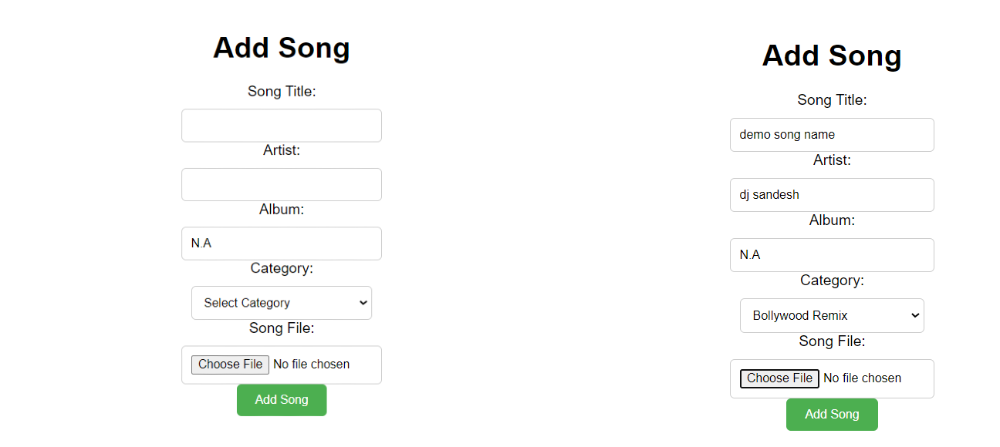 Add Song
Song Title:
Artist:
Album:
N.A
Category:
Select Category
Song File:
Choose File No file chosen
Add Song
Add Song
Song Title:
demo song name
Artist:
dj sandesh
Album:
N.A
Category:
Bollywood Remix
Song File:
Choose File No file chosen
Add Song